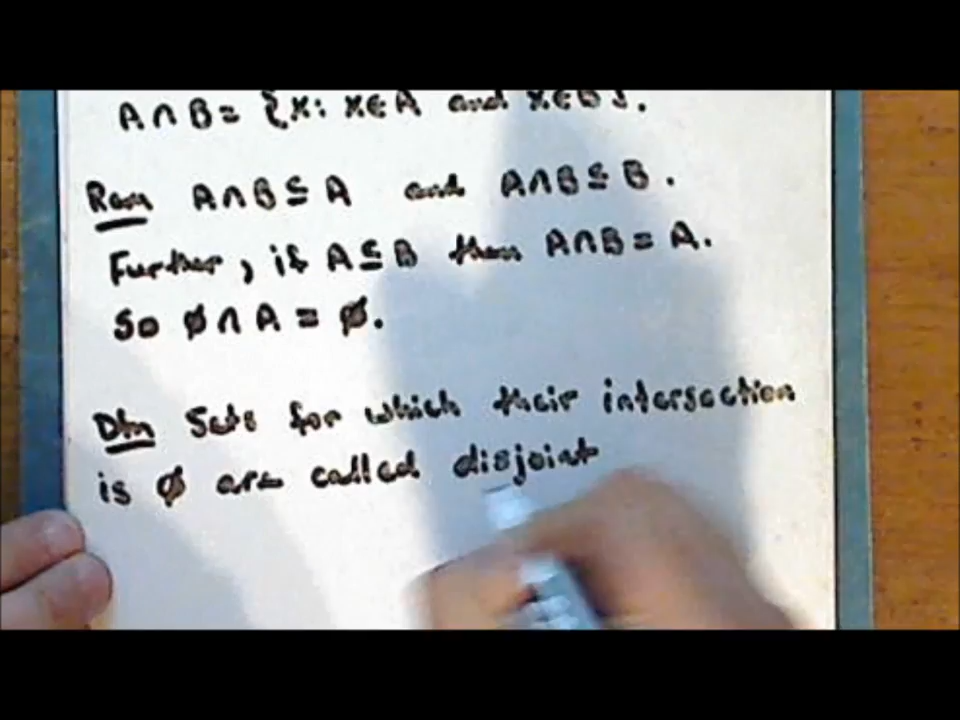 A∩B= {x: x∈A and x∈B}.
Rem A∩B⊆A and A∩B⊆B.
Further, if A⊆B then A∩B=A.
So ∅∩A=∅.
Dfn Sets for which their intersection
is ∅ are called disjoint